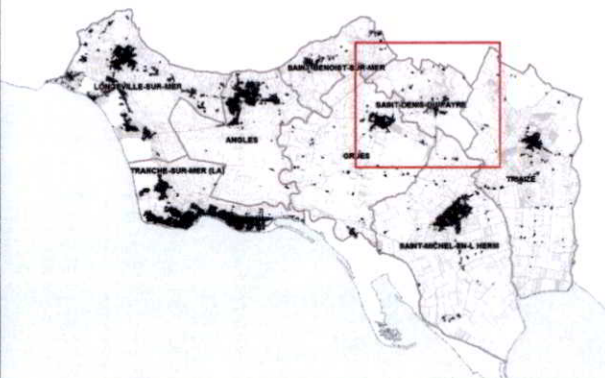 SAINT-BENOIST-SUR-MER
LONGEVILLE-SUR-MER
SAINT-DENIS-DU-PAYRE
ANGLES
GRUES
TRANCHE-SUR-MER (LA)
TRIAIZE
SAINT-MICHEL-EN-L HERM